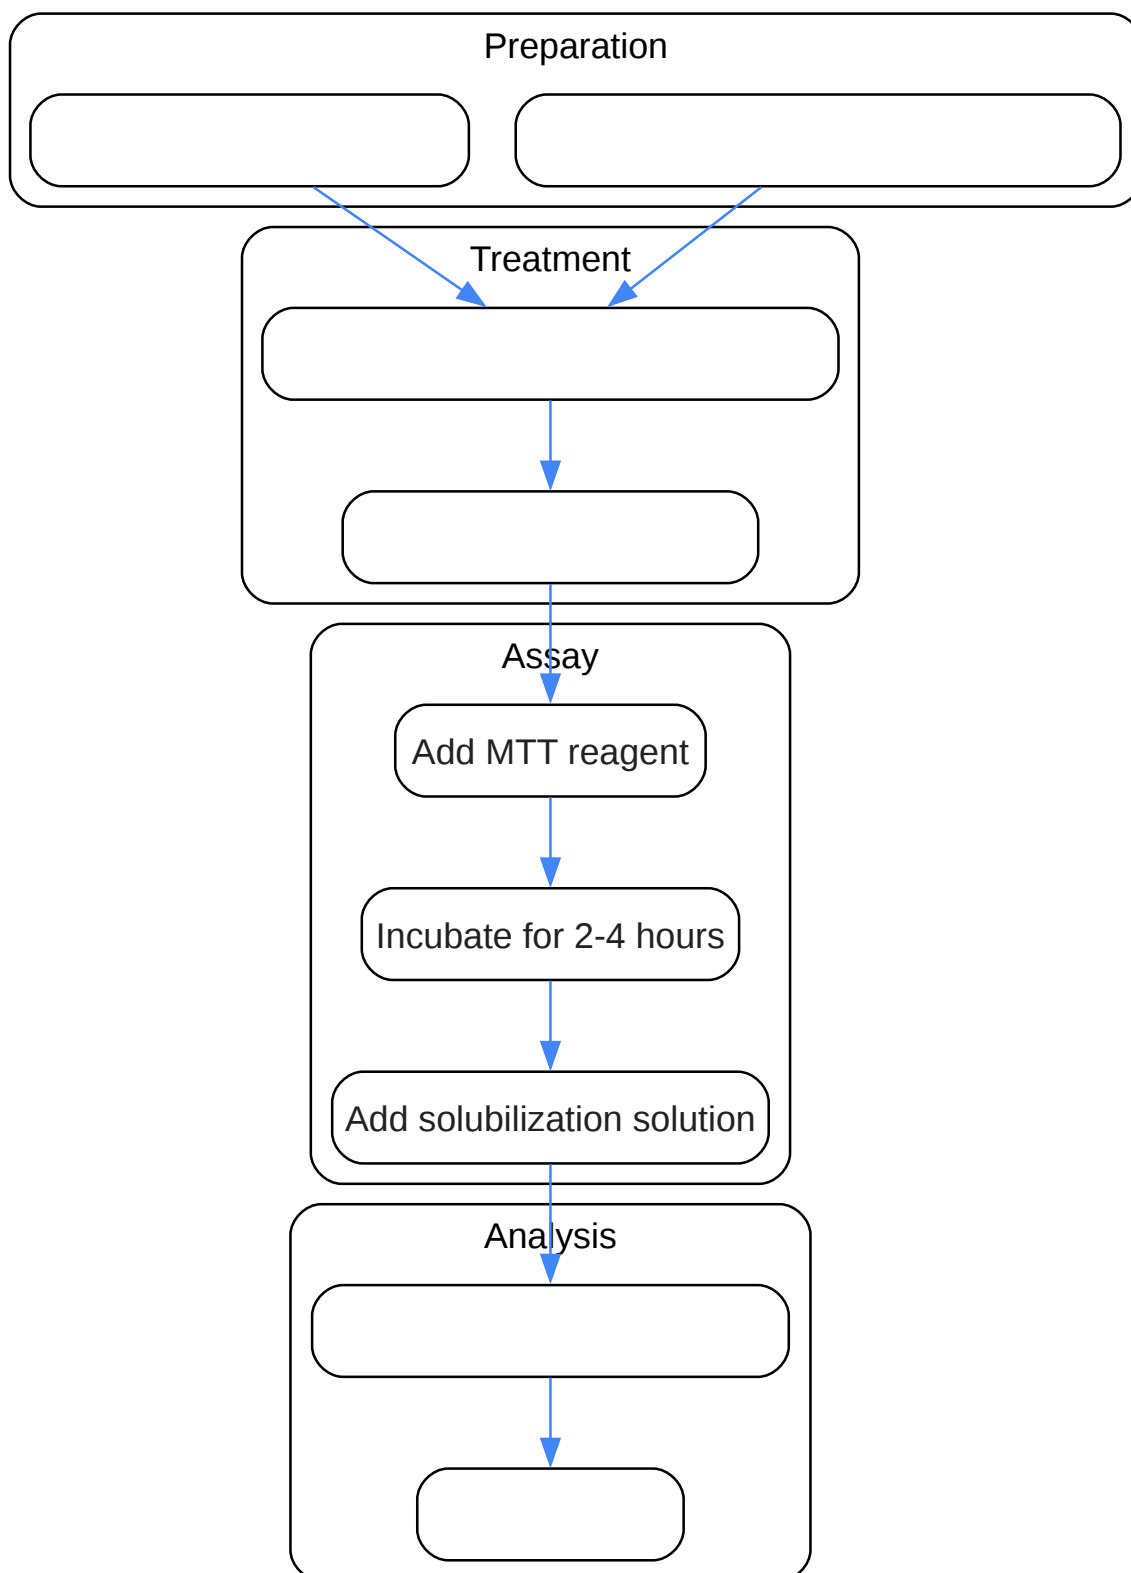 Preparation
Treatment
Assay
Add MTT reagent
Incubate for 2-4 hours
Add solubilization solution
Analysis